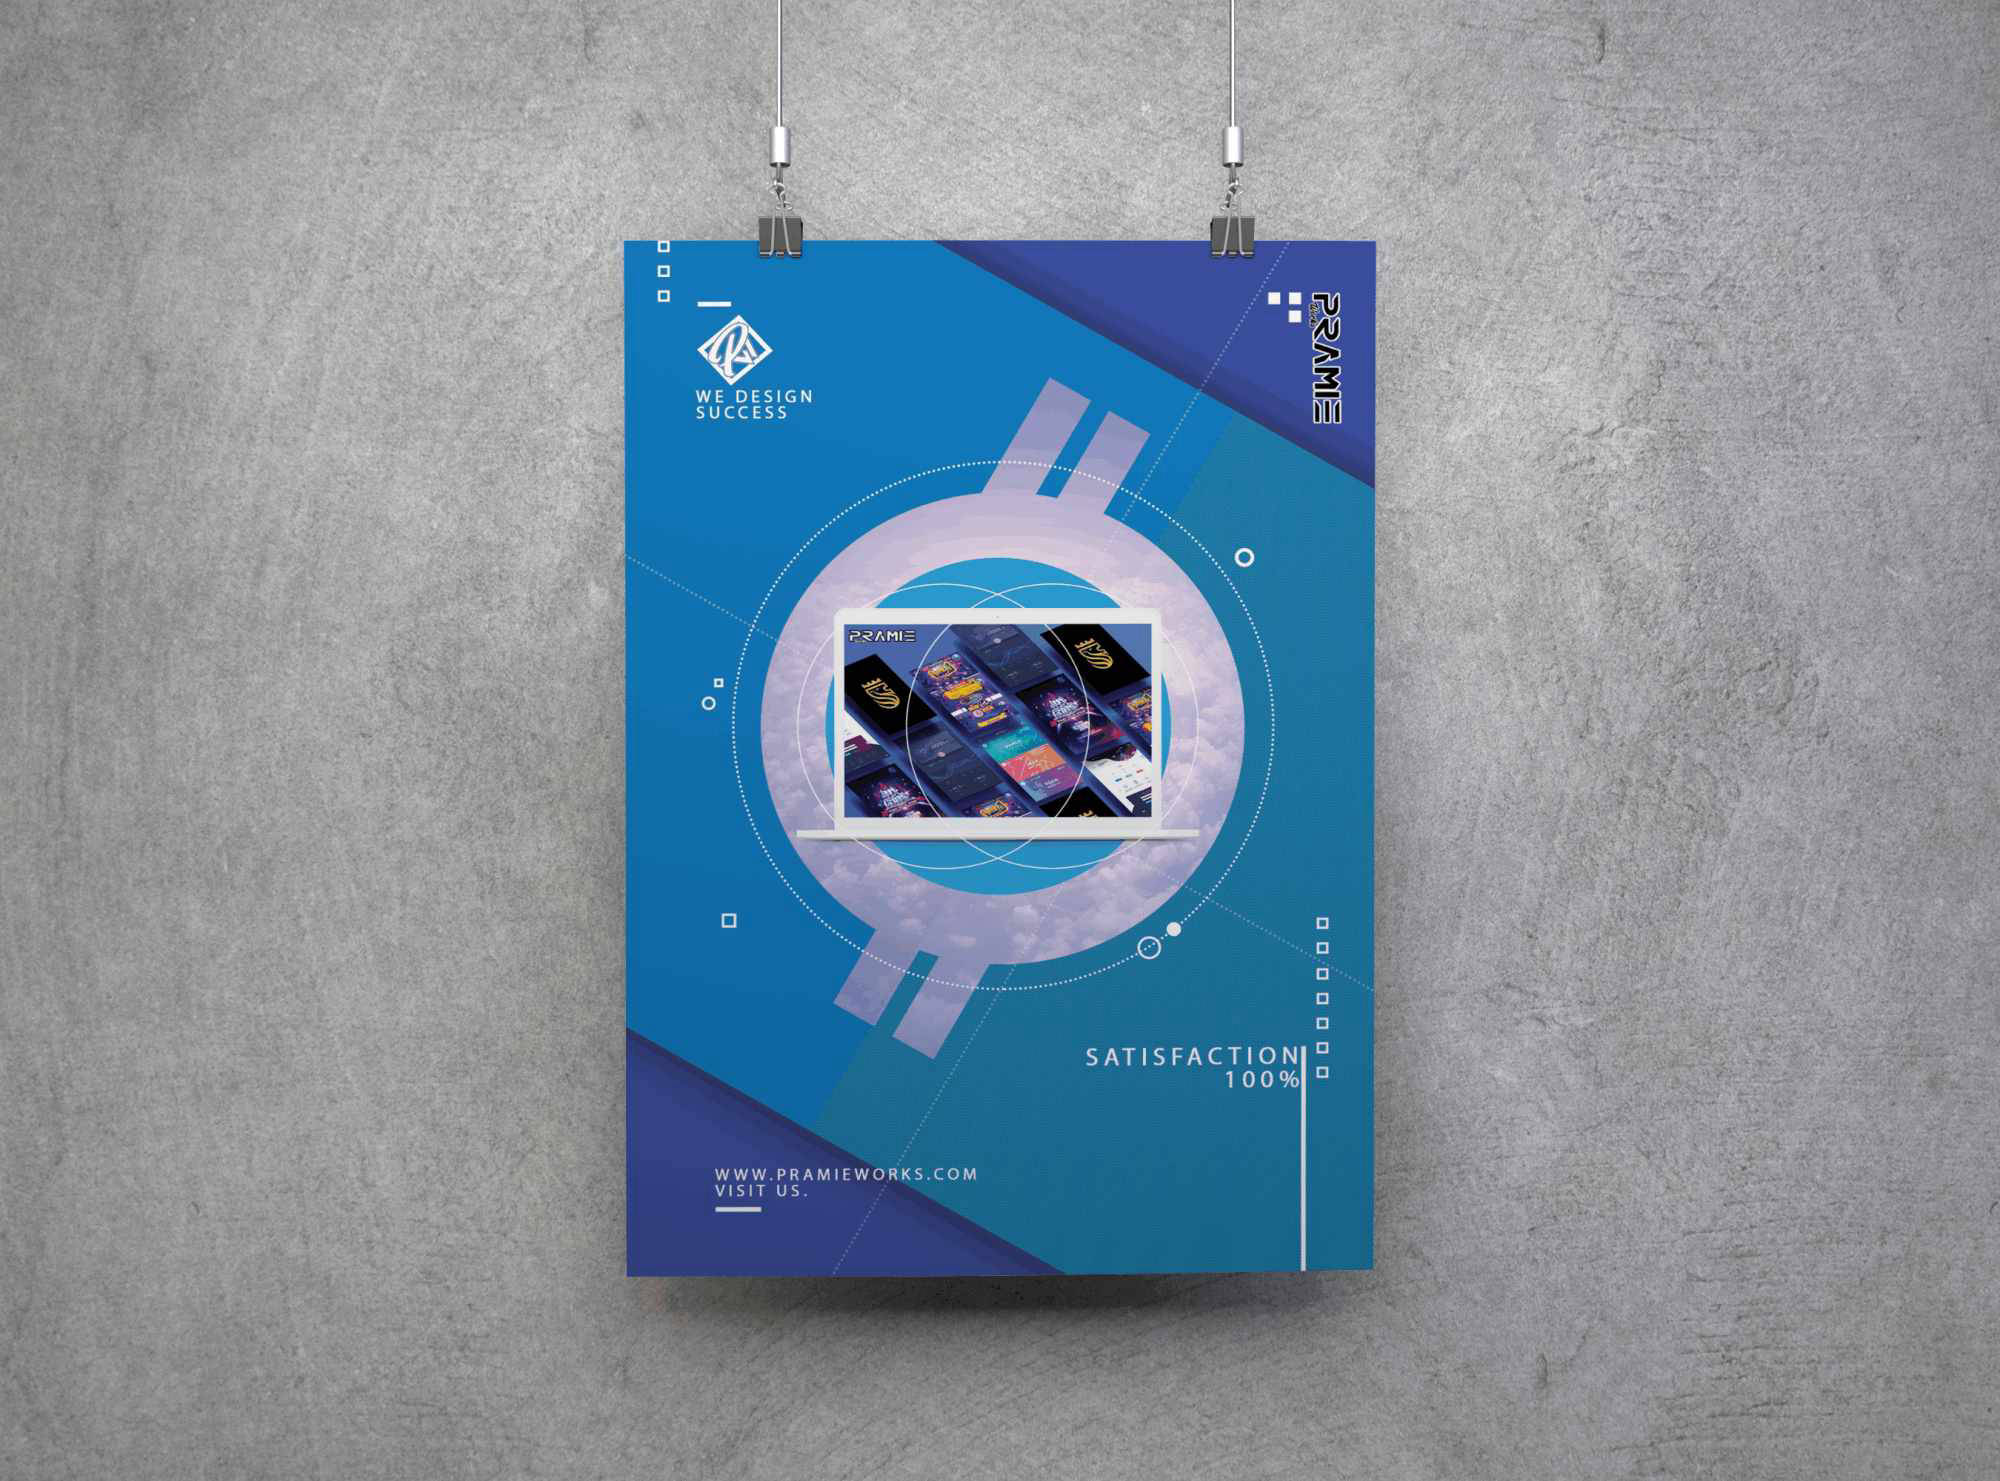 WE DESIGN
SUCCESS
PRAMIE
PRAMIE
SATISFACTION
100%
WWW.PRAMIEWORKS.COM
VISIT US.